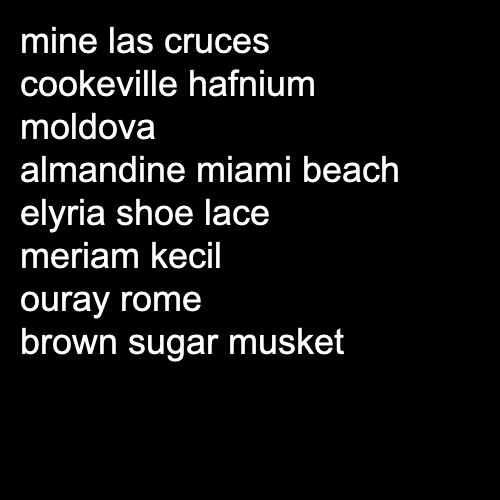 mine las cruces
cookeville hafnium
moldova
almandine miami beach
elyria shoe lace
meriam kecil
ouray rome
brown sugar musket